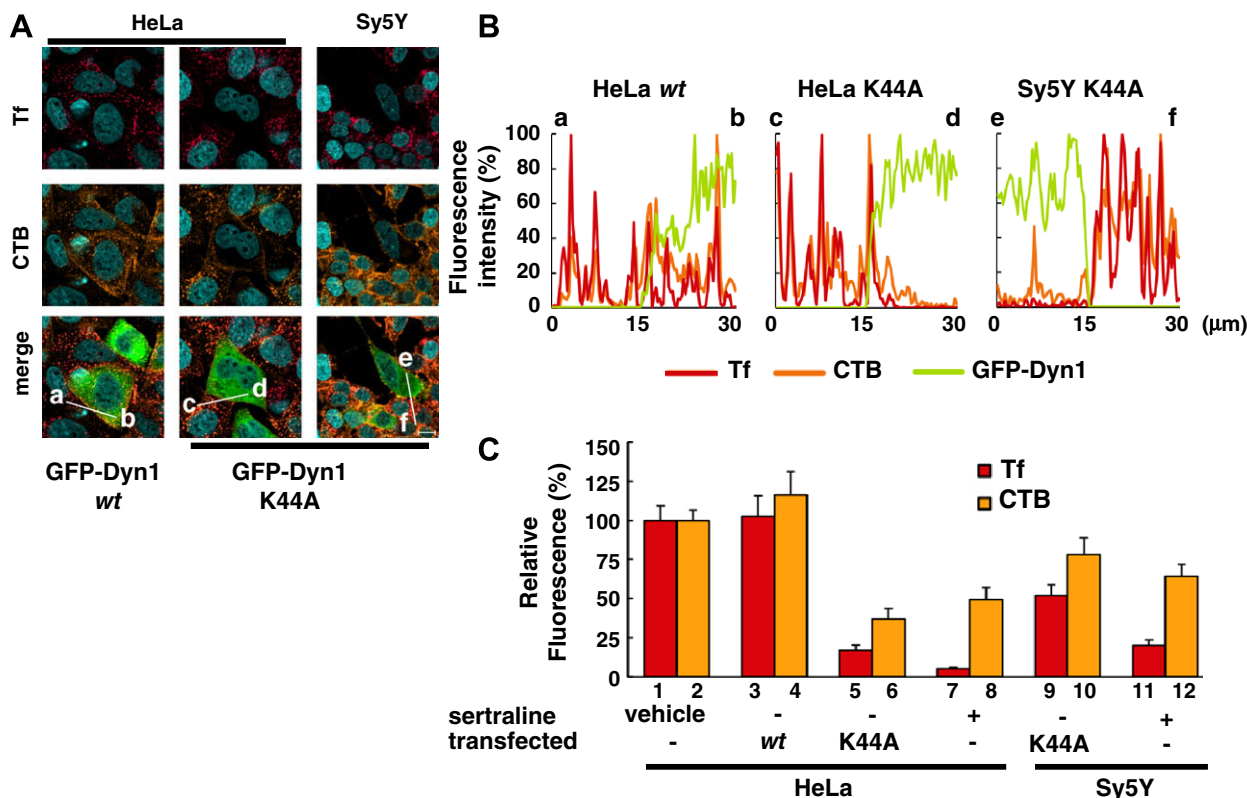 A
HeLa
Sy5Y
Tf
CTB
merge
a
b
c
d
e
f
GFP-Dyn1
wt
GFP-Dyn1
K44A
B
HeLa wt
HeLa K44A
Sy5Y K44A
a b c d e f
Fluorescence
intensity (%)
100
80
60
40
20
0
0 15 30 0 15 30 0 15 30 (μm)
Tf CTB GFP-Dyn1
C
Relative
Fluorescence (%)
150
125
100
75
50
25
0
Tf
CTB
1 2 3 4 5 6 7 8 9 10 11 12
sertraline vehicle - - + - +
transfected - wt K44A - K44A -
HeLa Sy5Y